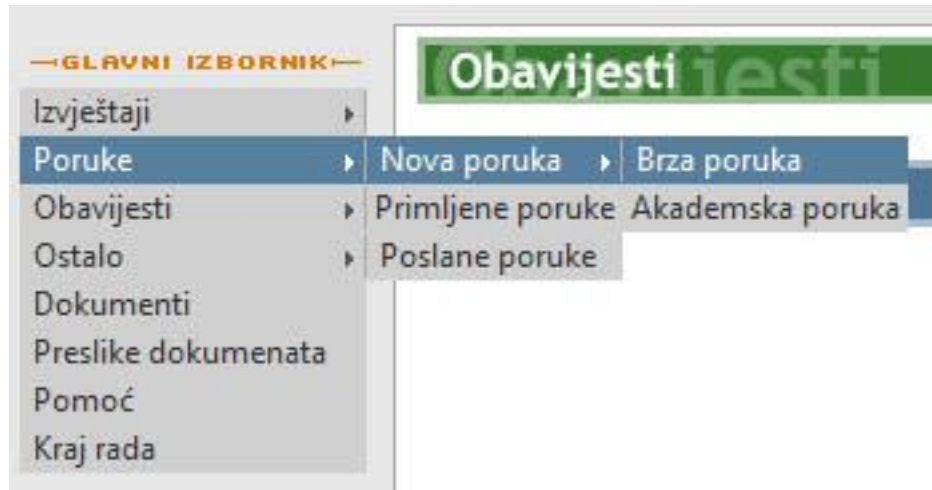 GLAVNI IZBORNIK
Obavijesti
Izvještaji
Poruke Nova poruka Brza poruka
Obavijesti Primljene poruke Akademska poruka
Ostalo Poslane poruke
Dokumenti
Preslike dokumenata
Pomoć
Kraj rada